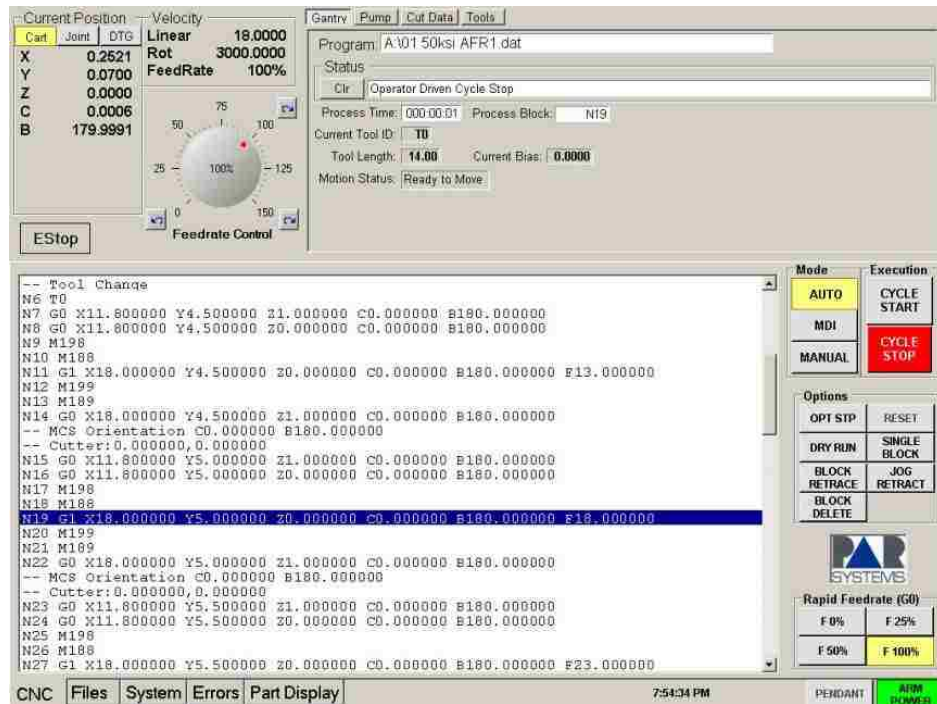 Current Position
Cart Joint DTG
X 0.2521
Y 0.0700
Z 0.0000
C 0.0006
B 179.9991
EStop
Velocity
Linear 18.0000
Rot 3000.0000
FeedRate 100%
0 25 50 75 100 125 150
100%
Feedrate Control
Gantry Pump Cut Data Tools
Program: A:\01 50ksi AFR1.dat
Status
Clr Operator Driven Cycle Stop
Process Time: 000:00:01 Process Block: N19
Current Tool ID: T0
Tool Length: 14.00 Current Bias: 0.0000
Motion Status: Ready to Move
-- Tool Change
N6 T0
N7 G0 X11.800000 Y4.500000 Z1.000000 C0.000000 B180.000000
N8 G0 X11.800000 Y4.500000 Z0.000000 C0.000000 B180.000000
N9 M198
N10 M188
N11 G1 X18.000000 Y4.500000 Z0.000000 C0.000000 B180.000000 F13.000000
N12 M199
N13 M189
N14 G0 X18.000000 Y4.500000 Z1.000000 C0.000000 B180.000000
-- MCS Orientation C0.000000 B180.000000
-- Cutter:0.000000,0.000000
N15 G0 X11.800000 Y5.000000 Z1.000000 C0.000000 B180.000000
N16 G0 X11.800000 Y5.000000 Z0.000000 C0.000000 B180.000000
N17 M198
N18 M188
N19 G1 X18.000000 Y5.000000 Z0.000000 C0.000000 B180.000000 F18.000000
N20 M199
N21 M189
N22 G0 X18.000000 Y5.000000 Z1.000000 C0.000000 B180.000000
-- MCS Orientation C0.000000 B180.000000
-- Cutter:0.000000,0.000000
N23 G0 X11.800000 Y5.500000 Z1.000000 C0.000000 B180.000000
N24 G0 X11.800000 Y5.500000 Z0.000000 C0.000000 B180.000000
N25 M198
N26 M188
N27 G1 X18.000000 Y5.500000 Z0.000000 C0.000000 B180.000000 F23.000000
Mode
AUTO
MDI
MANUAL
Execution
CYCLE START
CYCLE STOP
Options
OPT STP RESET
DRY RUN SINGLE BLOCK
BLOCK RETRACE JOG RETRACT
BLOCK DELETE
PAR
SYSTEMS
Rapid Feedrate (G0)
F 0% F 25%
F 50% F 100%
CNC Files System Errors Part Display 7:54:34 PM PENDANT ARM POWER